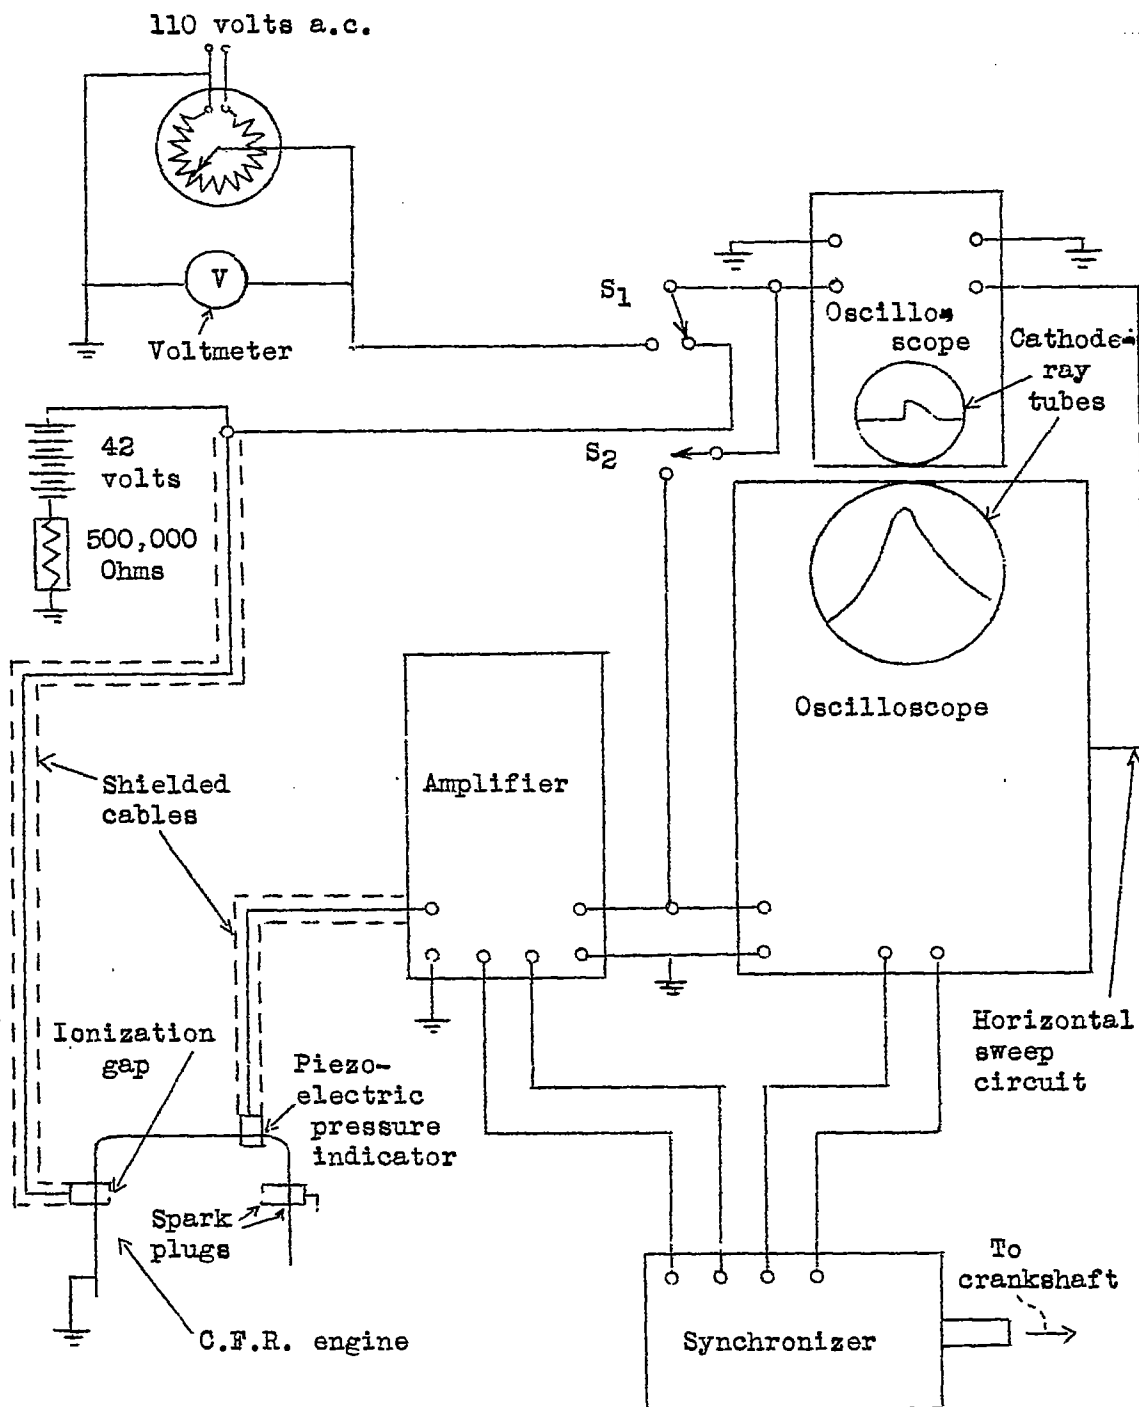 110 volts a.c.
V
Voltmeter
S1
Oscillo-
scope
Cathode-
ray
tubes
42
volts
S2
500,000
Ohms
Oscilloscope
Shielded
cables
Amplifier
Ionization
gap
Piezo-
electric
pressure
indicator
Horizontal
sweep
circuit
Spark
plugs
To
crankshaft
C.F.R. engine
Synchronizer